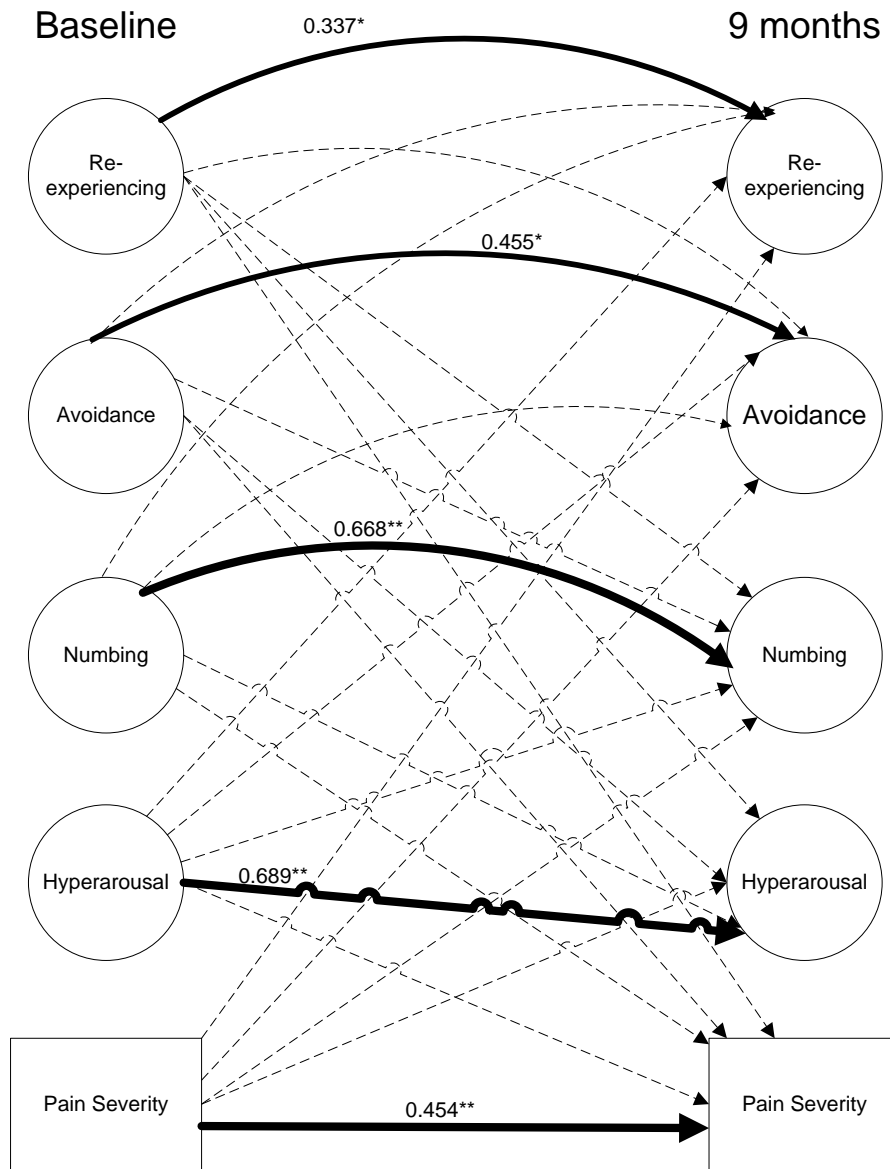 Baseline
9 months
0.337*
Re-
experiencing
Re-
experiencing
0.455*
Avoidance
Avoidance
0.668**
Numbing
Numbing
Hyperarousal
0.689**
Hyperarousal
Pain Severity
0.454**
Pain Severity